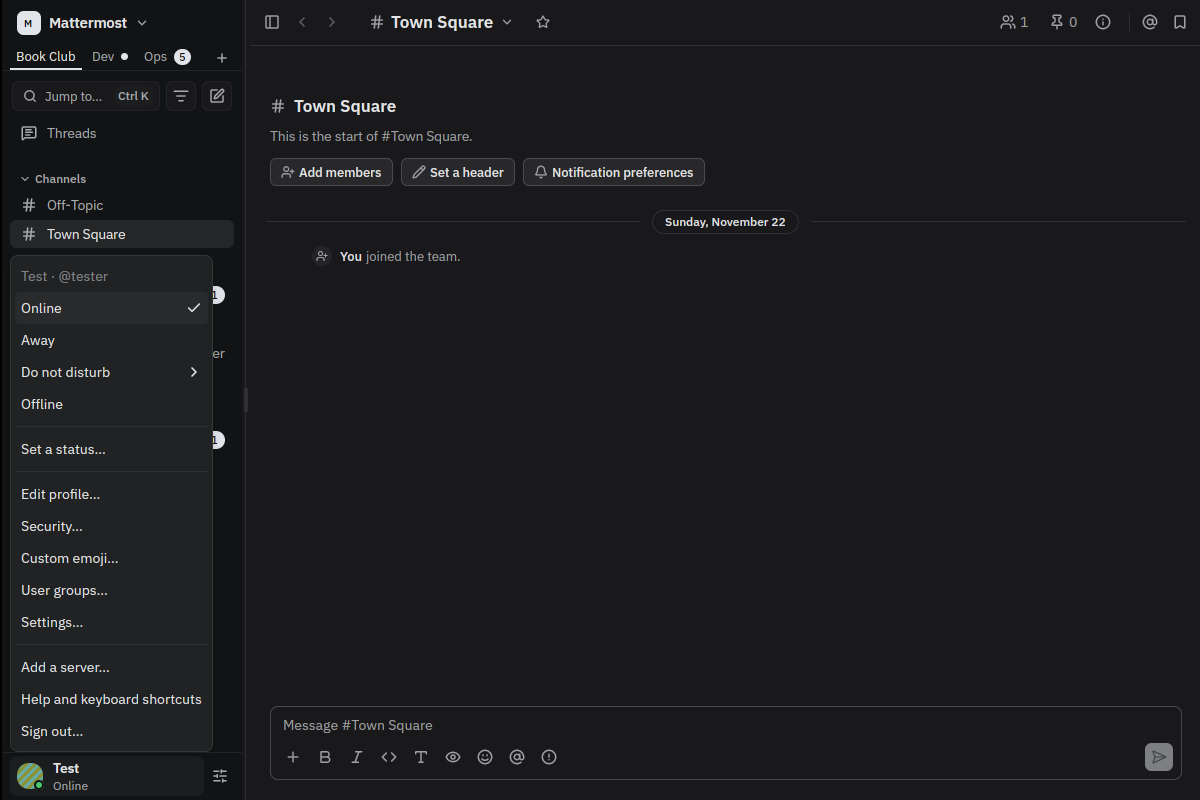 M Mattermost
Book Club Dev Ops 5
Jump to... Ctrl K
Threads
Channels
Off-Topic
Town Square
Test · @tester
Online
1
Away
er
Do not disturb
Offline
1
Set a status...
Edit profile...
Security...
Custom emoji...
User groups...
Settings...
Add a server...
Help and keyboard shortcuts
Sign out...
Test
Online
# Town Square
1
0
# Town Square
This is the start of #Town Square.
Add members
Set a header
Notification preferences
Sunday, November 22
You joined the team.
Message #Town Square